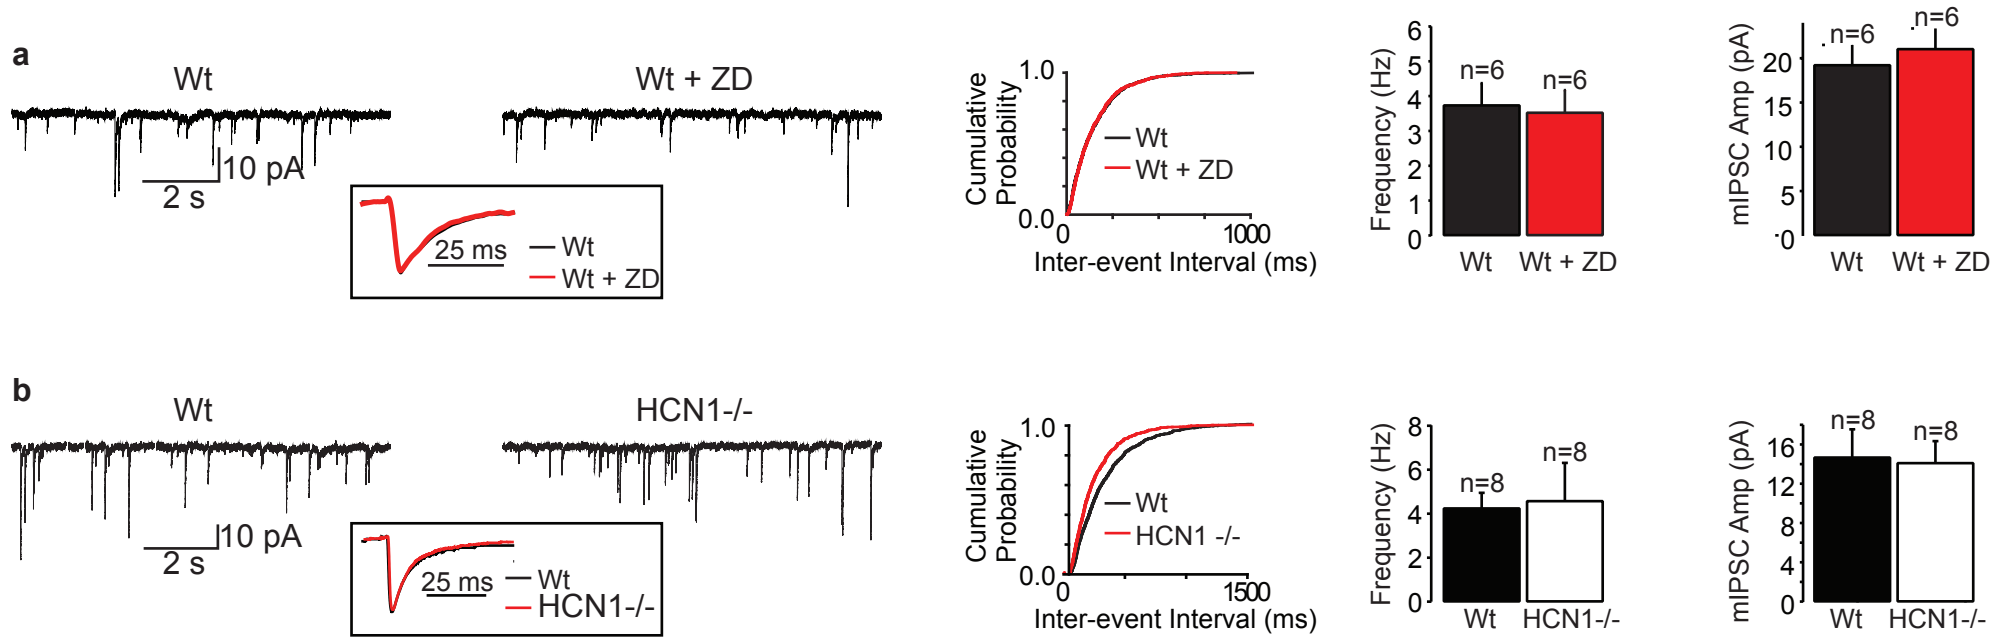 a
Wt
Wt + ZD
10 pA
2 s
25 ms
Wt
Wt + ZD
Cumulative
Probability
1.0
0.0
Wt
Wt + ZD
0
1000
Inter-event Interval (ms)
Frequency (Hz)
6
5
4
3
2
1
0
n=6
n=6
Wt
Wt + ZD
mIPSC Amp (pA)
20
15
10
5
0
n=6
n=6
Wt
Wt + ZD
b
Wt
HCN1-/-
10 pA
2 s
25 ms
Wt
HCN1-/-
Cumulative
Probability
1.0
0.0
Wt
HCN1 -/-
0
1500
Inter-event Interval (ms)
Frequency (Hz)
8
6
4
2
0
n=8
n=8
Wt
HCN1-/-
mIPSC Amp (pA)
16
12
8
4
0
n=8
n=8
Wt
HCN1-/-